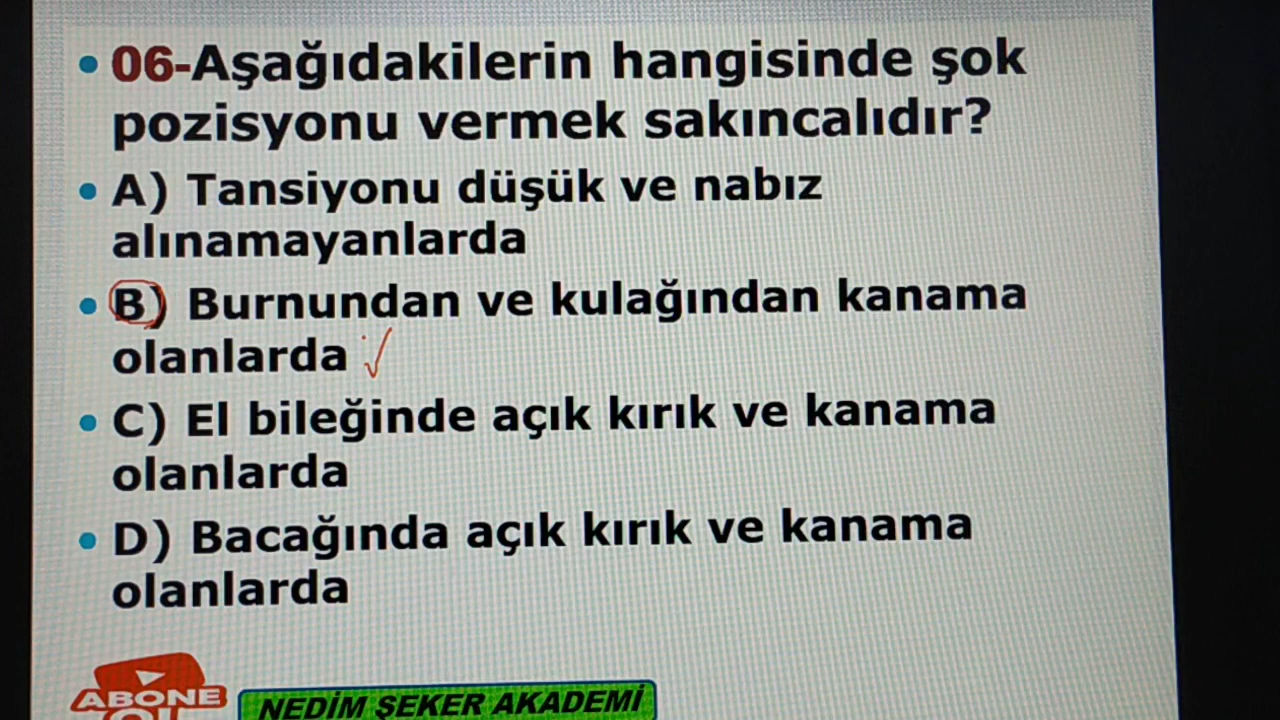 • 06-Aşağıdakilerin hangisinde şok
pozisyonu vermek sakıncalıdır?
• A) Tansiyonu düşük ve nabız
alınamayanlarda
• B) Burnundan ve kulağından kanama
olanlarda √
• C) El bileğinde açık kırık ve kanama
olanlarda
• D) Bacağında açık kırık ve kanama
olanlarda
ABONE
OL
NEDİM ŞEKER AKADEMİ